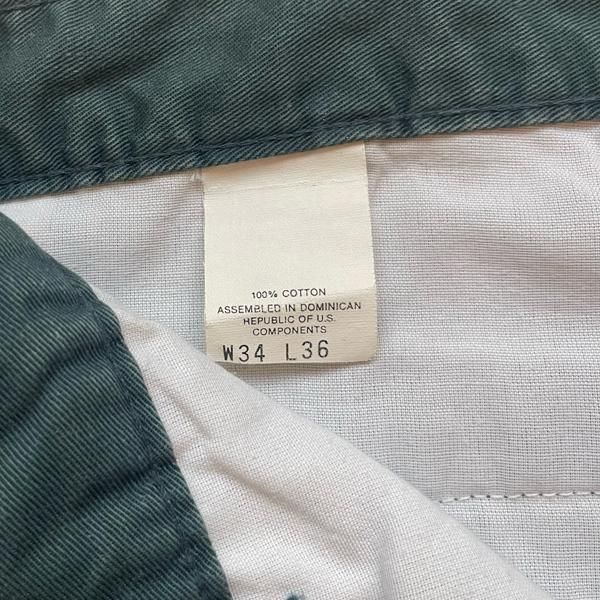 100% COTTON
ASSEMBLED IN DOMINICAN
REPUBLIC OF U.S.
COMPONENTS
W34 L36